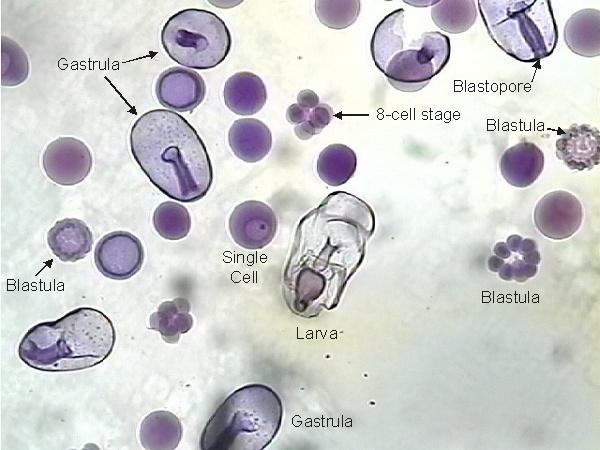 Gastrula
Blastopore
8-cell stage
Blastula
Single
Cell
Blastula
Blastula
Larva
Gastrula